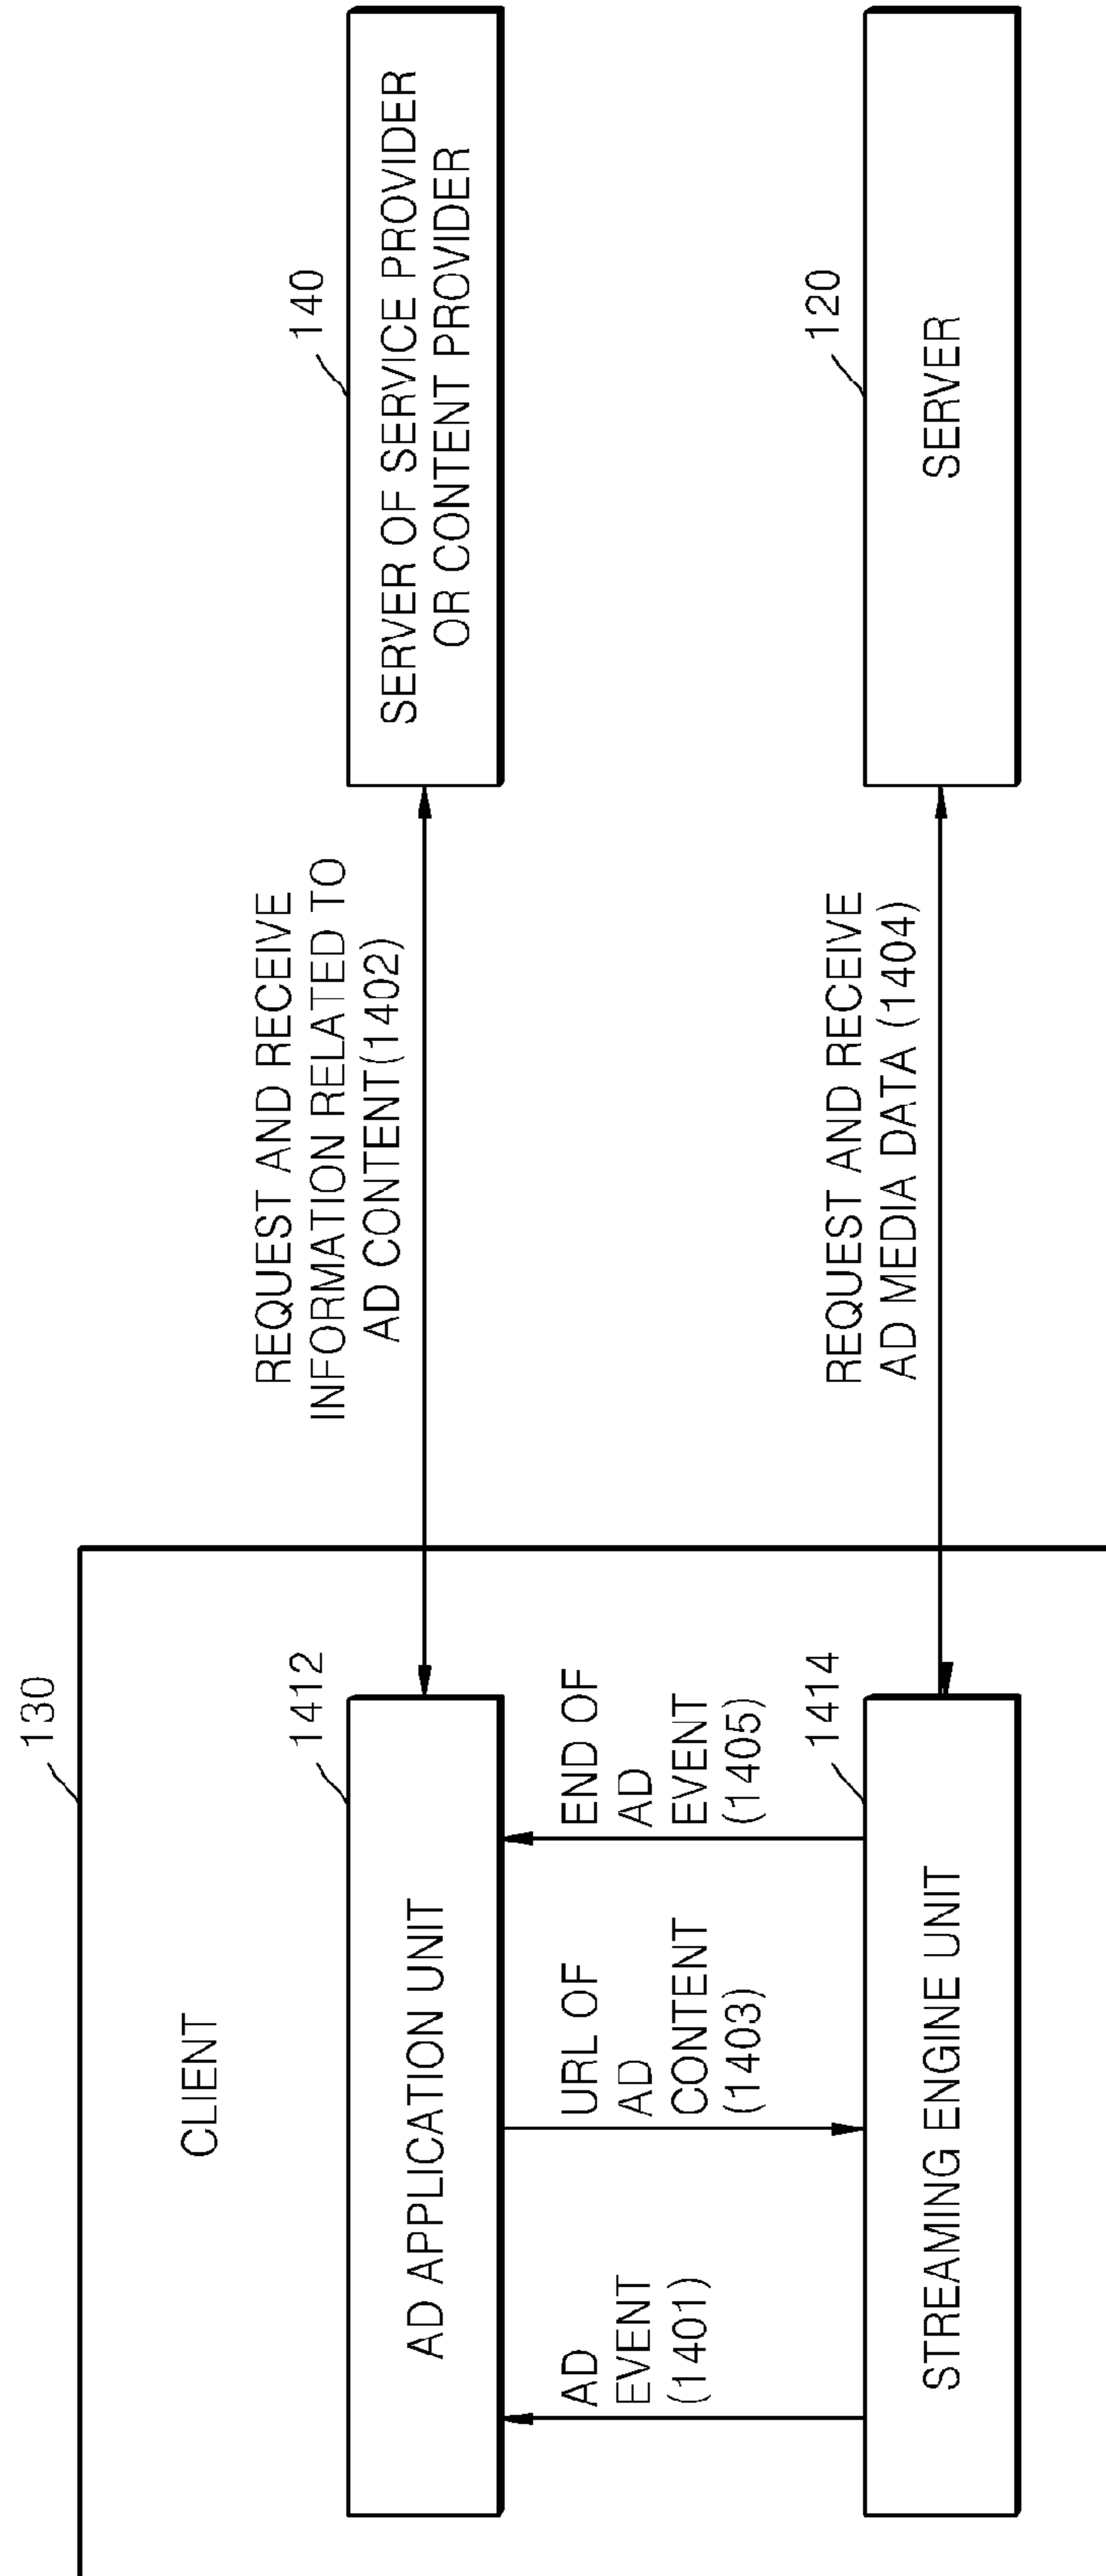 130
CLIENT
1412
AD APPLICATION UNIT
AD
EVENT
(1401)
URL OF
AD
CONTENT
(1403)
END OF
AD
EVENT
(1405)
1414
STREAMING ENGINE UNIT
REQUEST AND RECEIVE
INFORMATION RELATED TO
AD CONTENT(1402)
REQUEST AND RECEIVE
AD MEDIA DATA (1404)
140
SERVER OF SERVICE PROVIDER
OR CONTENT PROVIDER
120
SERVER